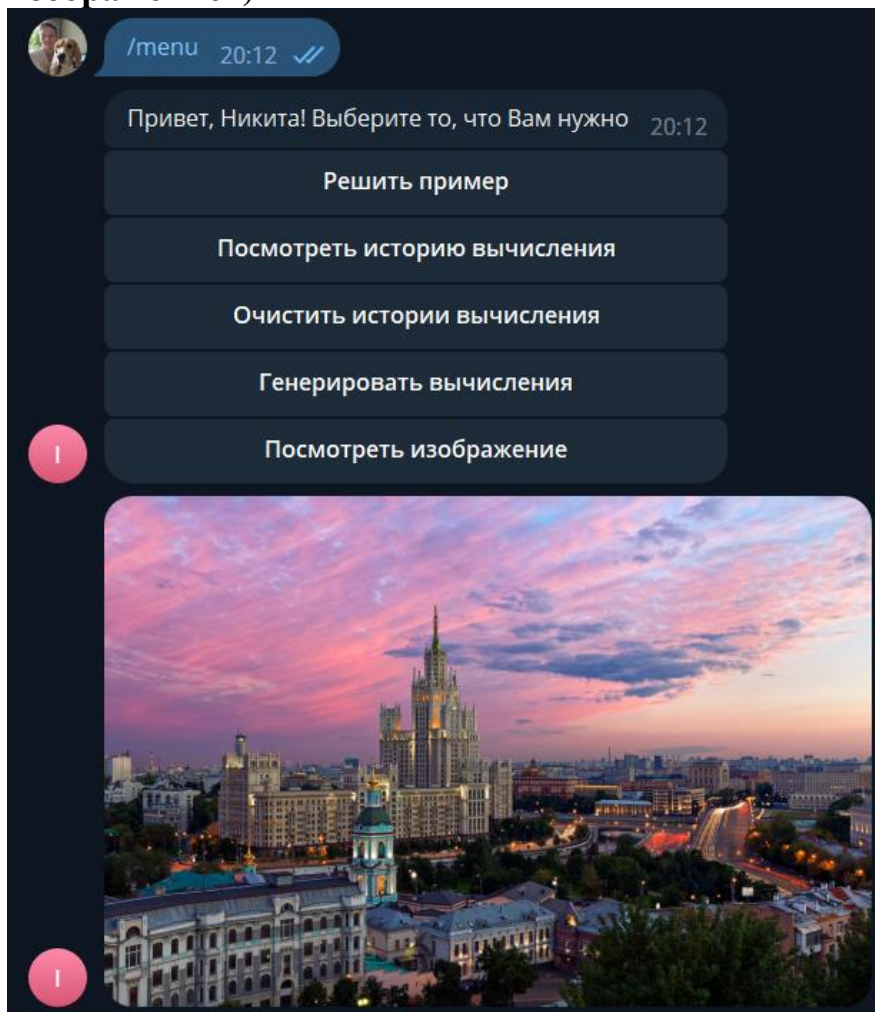 /menu 20:12
Привет, Никита! Выберите то, что Вам нужно 20:12
Решить пример
Посмотреть историю вычисления
Очистить истории вычисления
Генерировать вычисления
Посмотреть изображение
I
I